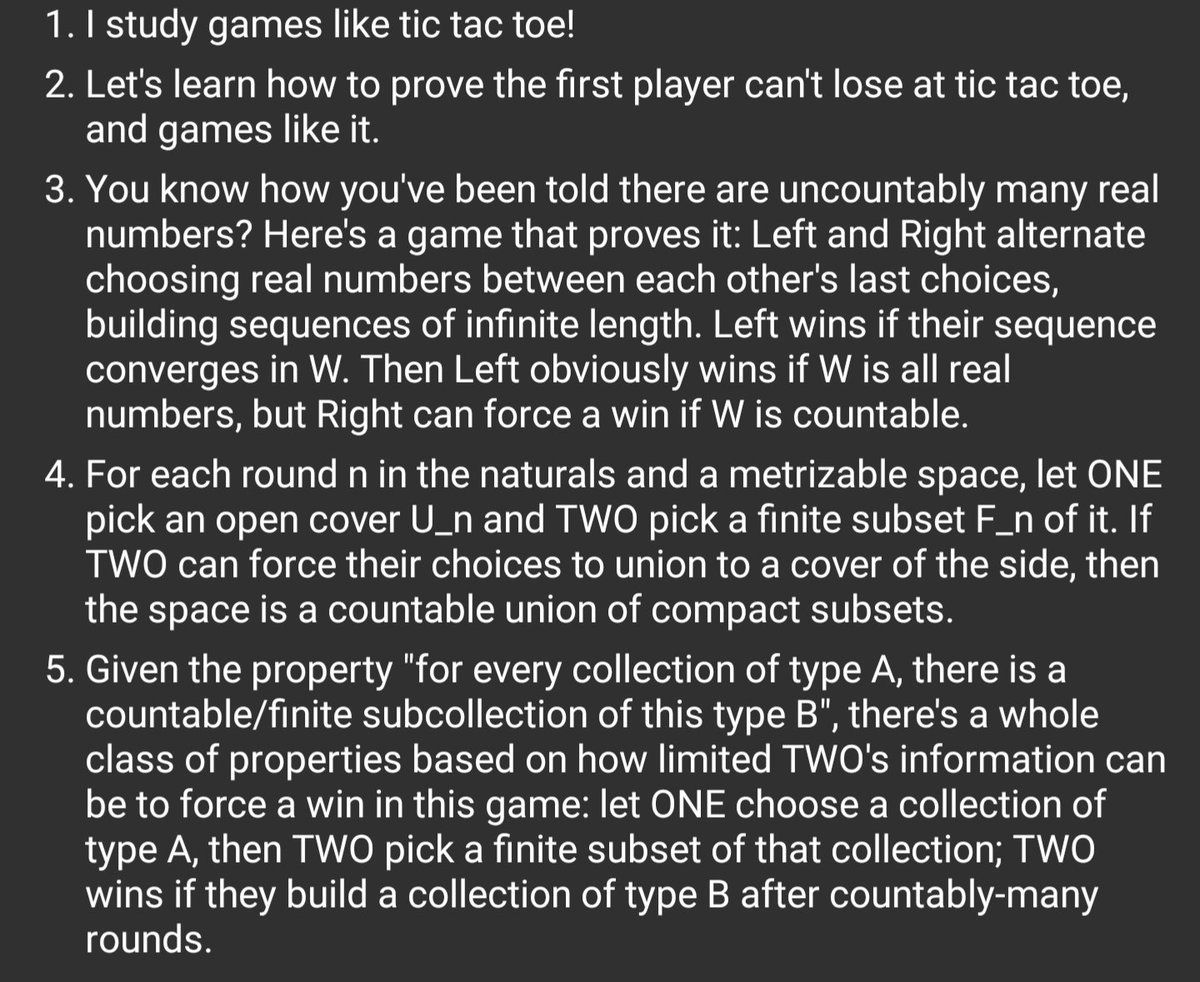 1. I study games like tic tac toe!
2. Let's learn how to prove the first player can't lose at tic tac toe,
and games like it.
3. You know how you've been told there are uncountably many real
numbers? Here's a game that proves it: Left and Right alternate
choosing real numbers between each other's last choices,
building sequences of infinite length. Left wins if their sequence
converges in W. Then Left obviously wins if W is all real
numbers, but Right can force a win if W is countable.
4. For each round n in the naturals and a metrizable space, let ONE
pick an open cover U_n and TWO pick a finite subset F_n of it. If
TWO can force their choices to union to a cover of the side, then
the space is a countable union of compact subsets.
5. Given the property "for every collection of type A, there is a
countable/finite subcollection of this type B", there's a whole
class of properties based on how limited TWO's information can
be to force a win in this game: let ONE choose a collection of
type A, then TWO pick a finite subset of that collection; TWO
wins if they build a collection of type B after countably-many
rounds.